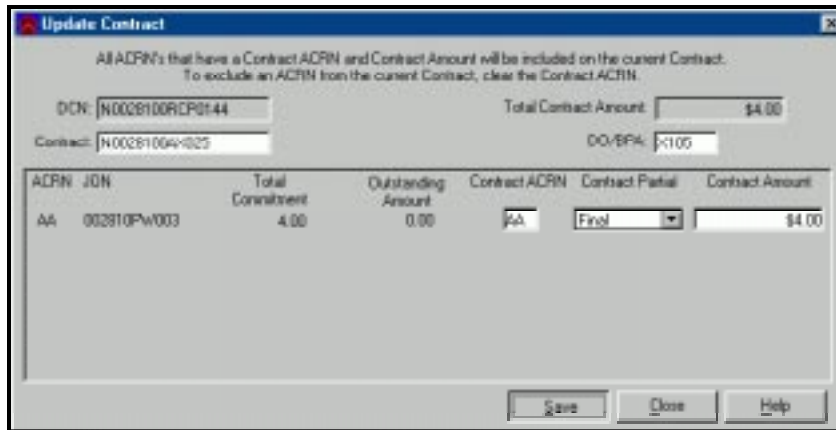 Update Contract
All ACRN's that have a Contract ACRN and Contract Amount will be included on the current Contract.
To exclude an ACRN from the current Contract, clear the Contract ACRN.
DCN: N0028100RCP0144 Total Contract Amount: $4.00
Contract: DO/BPA: X105
ACRN JON Total Commitment Outstanding Amount Contract ACRN Contract Partial Contract Amount
AA 002810PW003 4.00 0.00 AA Final $4.00
Save Close Help